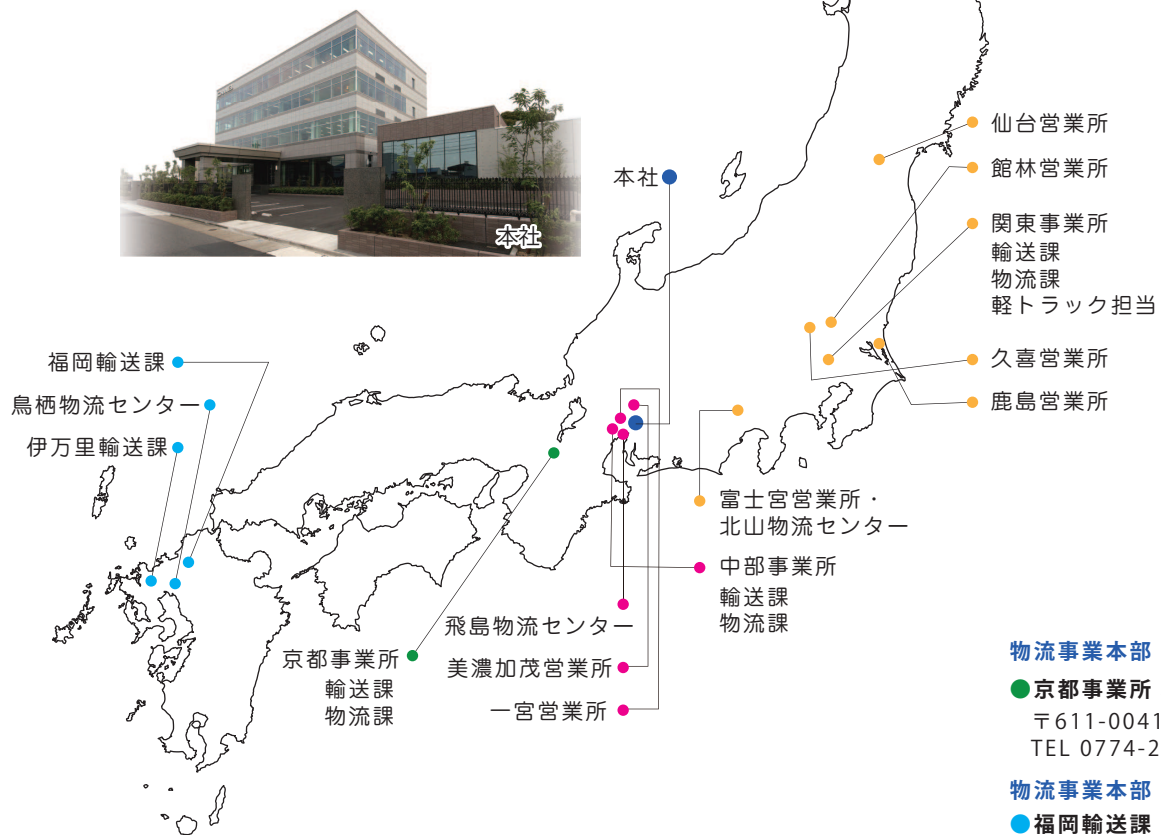 本社
本社
仙台営業所
館林営業所
関東事業所
輸送課
物流課
軽トラック担当
久喜営業所
鹿島営業所
福岡輸送課
鳥栖物流センター
伊万里輸送課
富士宮営業所・
北山物流センター
中部事業所
輸送課
物流課
飛島物流センター
美濃加茂営業所
一宮営業所
京都事業所
輸送課
物流課
物流事業本部
京都事業所
〒611-0041
TEL 0774-2
物流事業本部
福岡輸送課